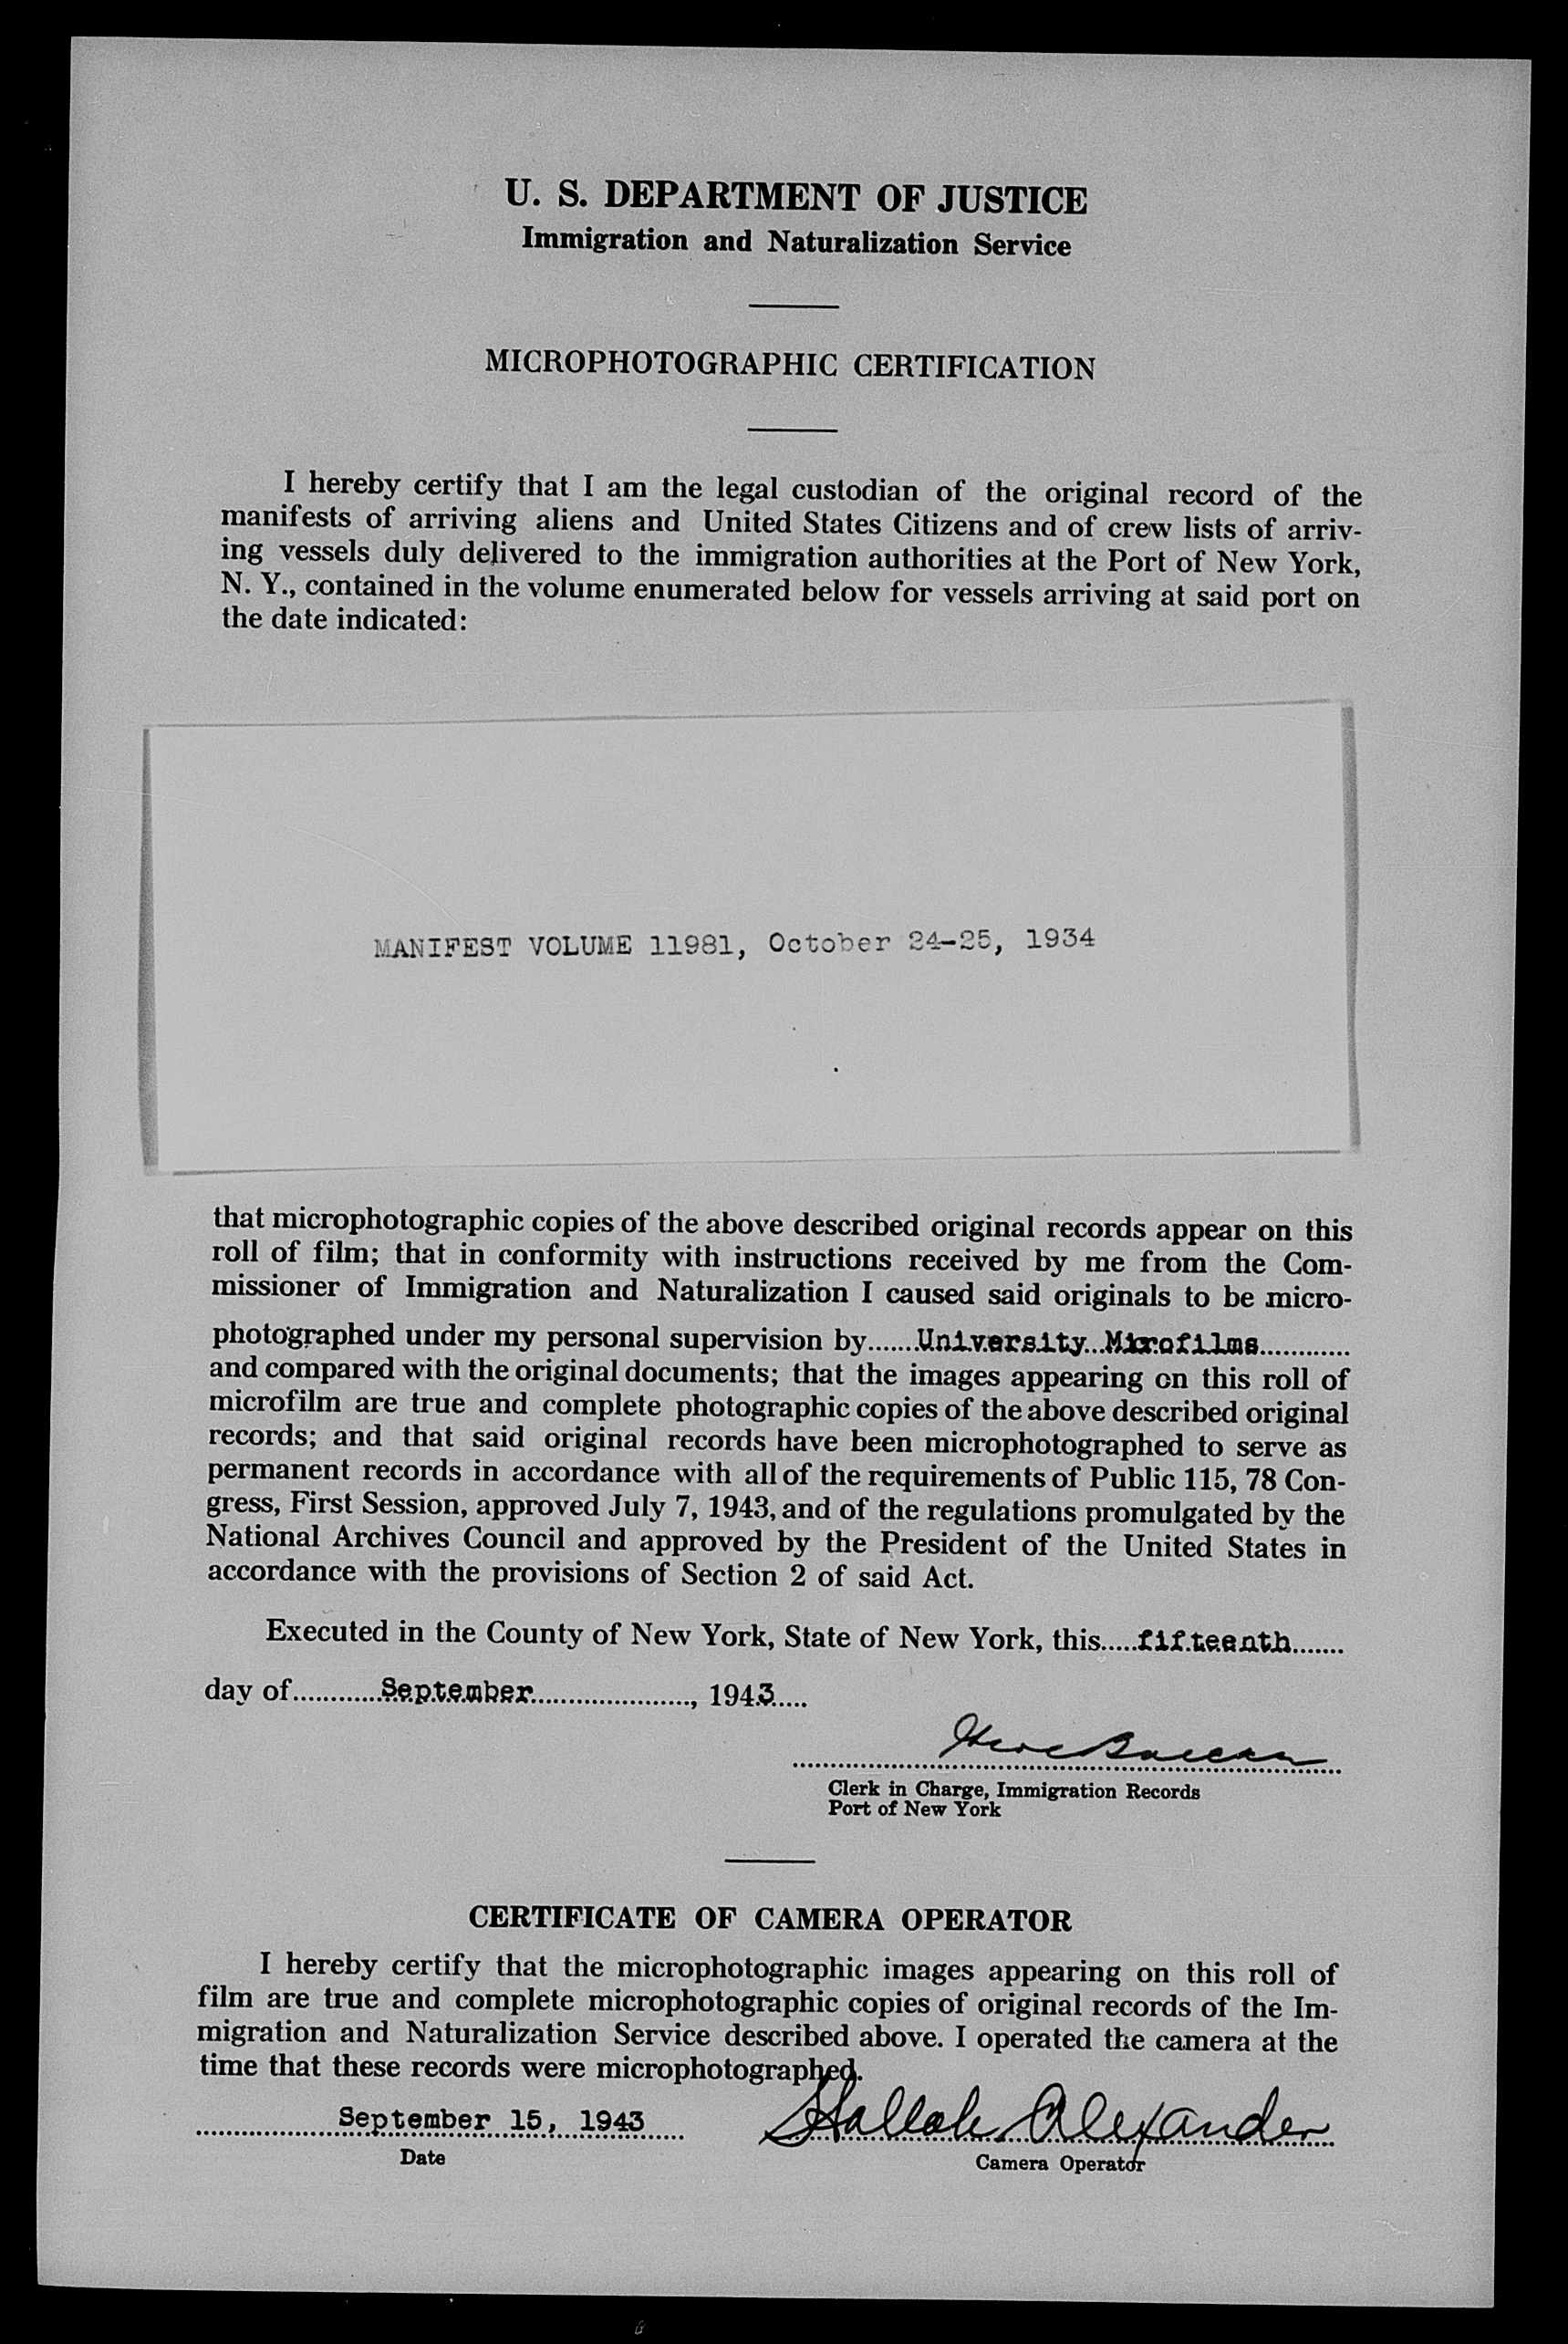 U. S. DEPARTMENT OF JUSTICE
Immigration and Naturalization Service
MICROPHOTOGRAPHIC CERTIFICATION
I hereby certify that I am the legal custodian of the original record of the
manifests of arriving aliens and United States Citizens and of crew lists of arriv-
ing vessels duly delivered to the immigration authorities at the Port of New York,
N. Y., contained in the volume enumerated below for vessels arriving at said port on
the date indicated:
MANIFEST VOLUME 11981, October 24-25, 1934
that microphotographic copies of the above described original records appear on this
roll of film; that in conformity with instructions received by me from the Com-
missioner of Immigration and Naturalization I caused said originals to be micro-
photographed under my personal supervision by.......University...Microfilms.............
and compared with the original documents; that the images appearing on this roll of
microfilm are true and complete photographic copies of the above described original
records; and that said original records have been microphotographed to serve as
permanent records in accordance with all of the requirements of Public 115, 78 Con-
gress, First Session, approved July 7, 1943, and of the regulations promulgated by the
National Archives Council and approved by the President of the United States in
accordance with the provisions of Section 2 of said Act.
Executed in the County of New York, State of New York, this.....fifteenth.......
day of.............September......................, 1943.....
Clerk in Charge, Immigration Records
Port of New York
CERTIFICATE OF CAMERA OPERATOR
I hereby certify that the microphotographic images appearing on this roll of
film are true and complete microphotographic copies of original records of the Im-
migration and Naturalization Service described above. I operated the camera at the
time that these records were microphotographed.
September 15, 1943 Alexander
Date Camera Operator